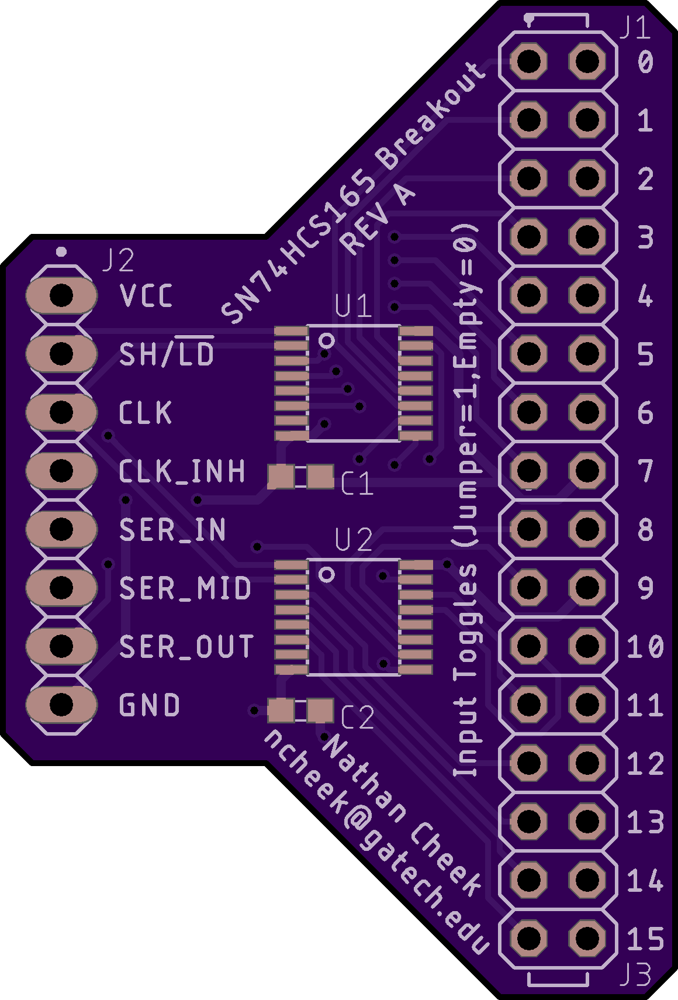 J1
0
1
2
3
4
5
6
7
8
9
10
11
12
13
14
15
J3
SN74HCS165 Breakout
REV A
J2
VCC
SH/LD
CLK
CLK_INH
SER_IN
SER_MID
SER_OUT
GND
U1
C1
U2
C2
Input Toggles (Jumper=1,Empty=0)
Nathan Cheek
ncheek@gatech.edu